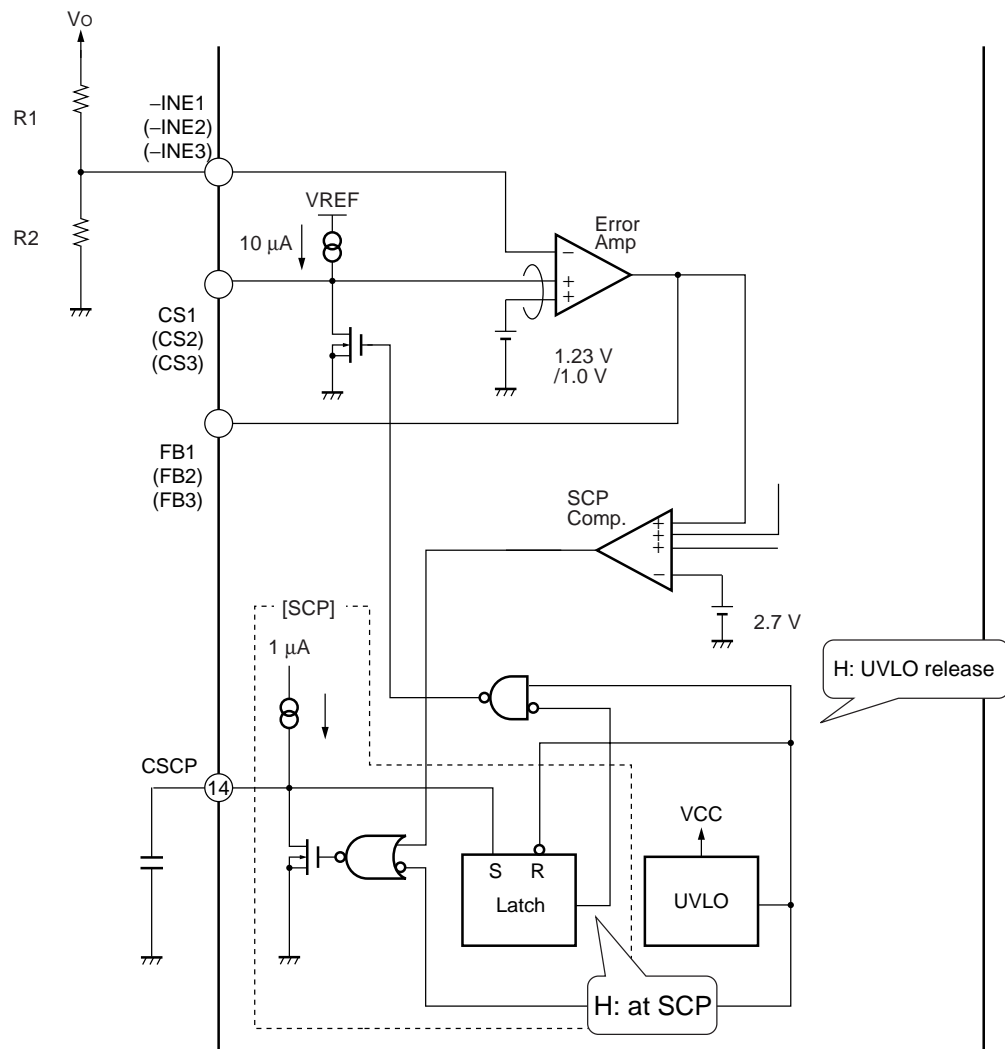 Vo
R1
–INE1
(–INE2)
(–INE3)
R2
VREF
10 µA
Error
Amp
–
+
+
CS1
(CS2)
(CS3)
1.23 V
/1.0 V
FB1
(FB2)
(FB3)
SCP
Comp.
+
+
+
–
2.7 V
[SCP]
1 µA
H: UVLO release
CSCP
14
VCC
S R
Latch
UVLO
H: at SCP